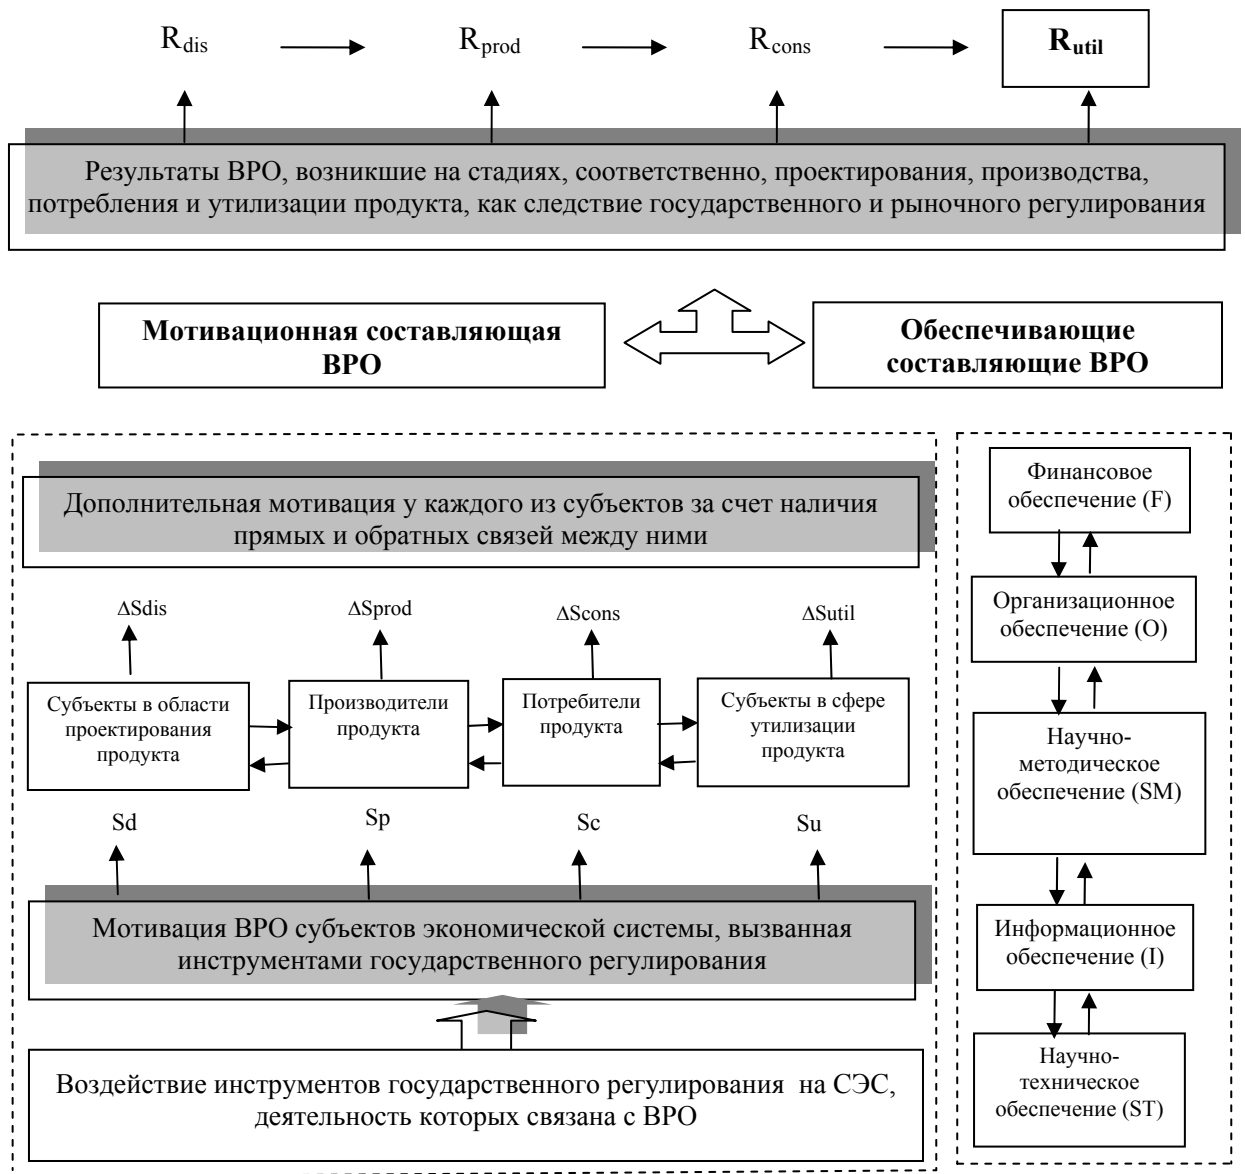 R_dis R_prod R_cons R_util
Результаты ВРО, возникшие на стадиях, соответственно, проектирования, производства,
потребления и утилизации продукта, как следствие государственного и рыночного регулирования
Мотивационная составляющая
ВРО
Обеспечивающие
составляющие ВРО
Дополнительная мотивация у каждого из субъектов за счет наличия
прямых и обратных связей между ними
ΔSdis ΔSprod ΔScons ΔSutil
Субъекты в области
проектирования
продукта
Производители
продукта
Потребители
продукта
Субъекты в сфере
утилизации
продукта
Sd Sp Sc Su
Мотивация ВРО субъектов экономической системы, вызванная
инструментами государственного регулирования
Воздействие инструментов государственного регулирования на СЭС,
деятельность которых связана с ВРО
Финансовое
обеспечение (F)
Организационное
обеспечение (O)
Научно-
методическое
обеспечение (SM)
Информационное
обеспечение (I)
Научно-
техническое
обеспечение (ST)